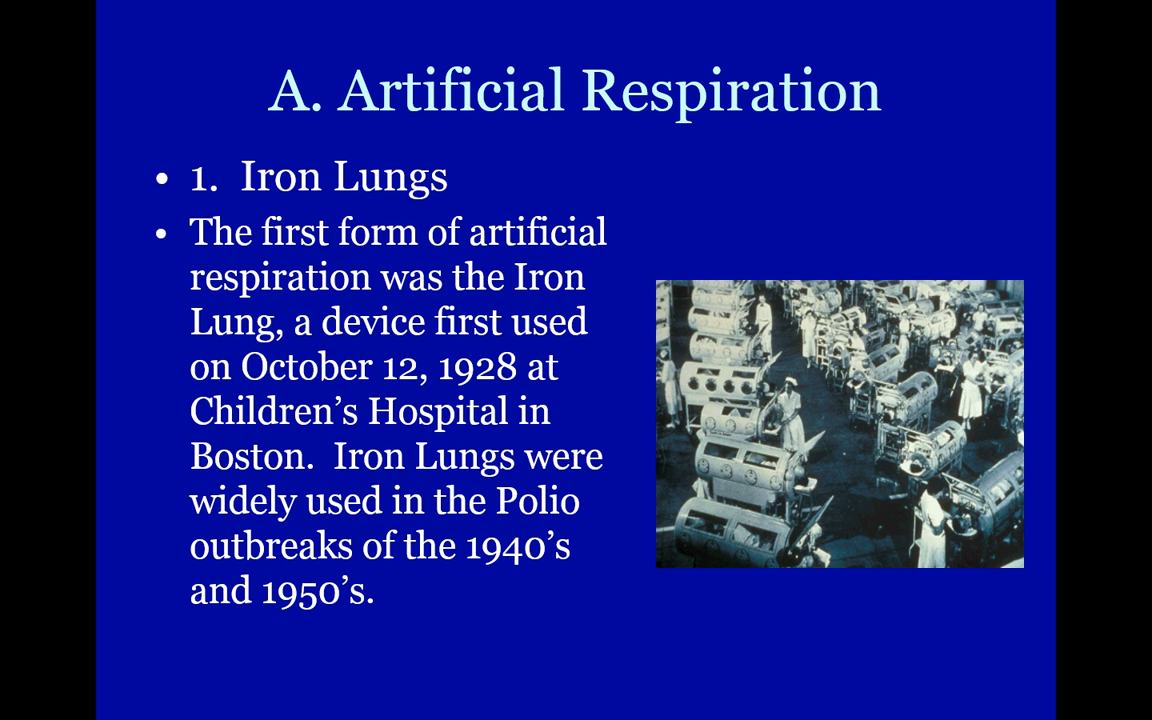 A. Artificial Respiration
• 1.  Iron Lungs
• The first form of artificial
respiration was the Iron
Lung, a device first used
on October 12, 1928 at
Children’s Hospital in
Boston.  Iron Lungs were
widely used in the Polio
outbreaks of the 1940’s
and 1950’s.